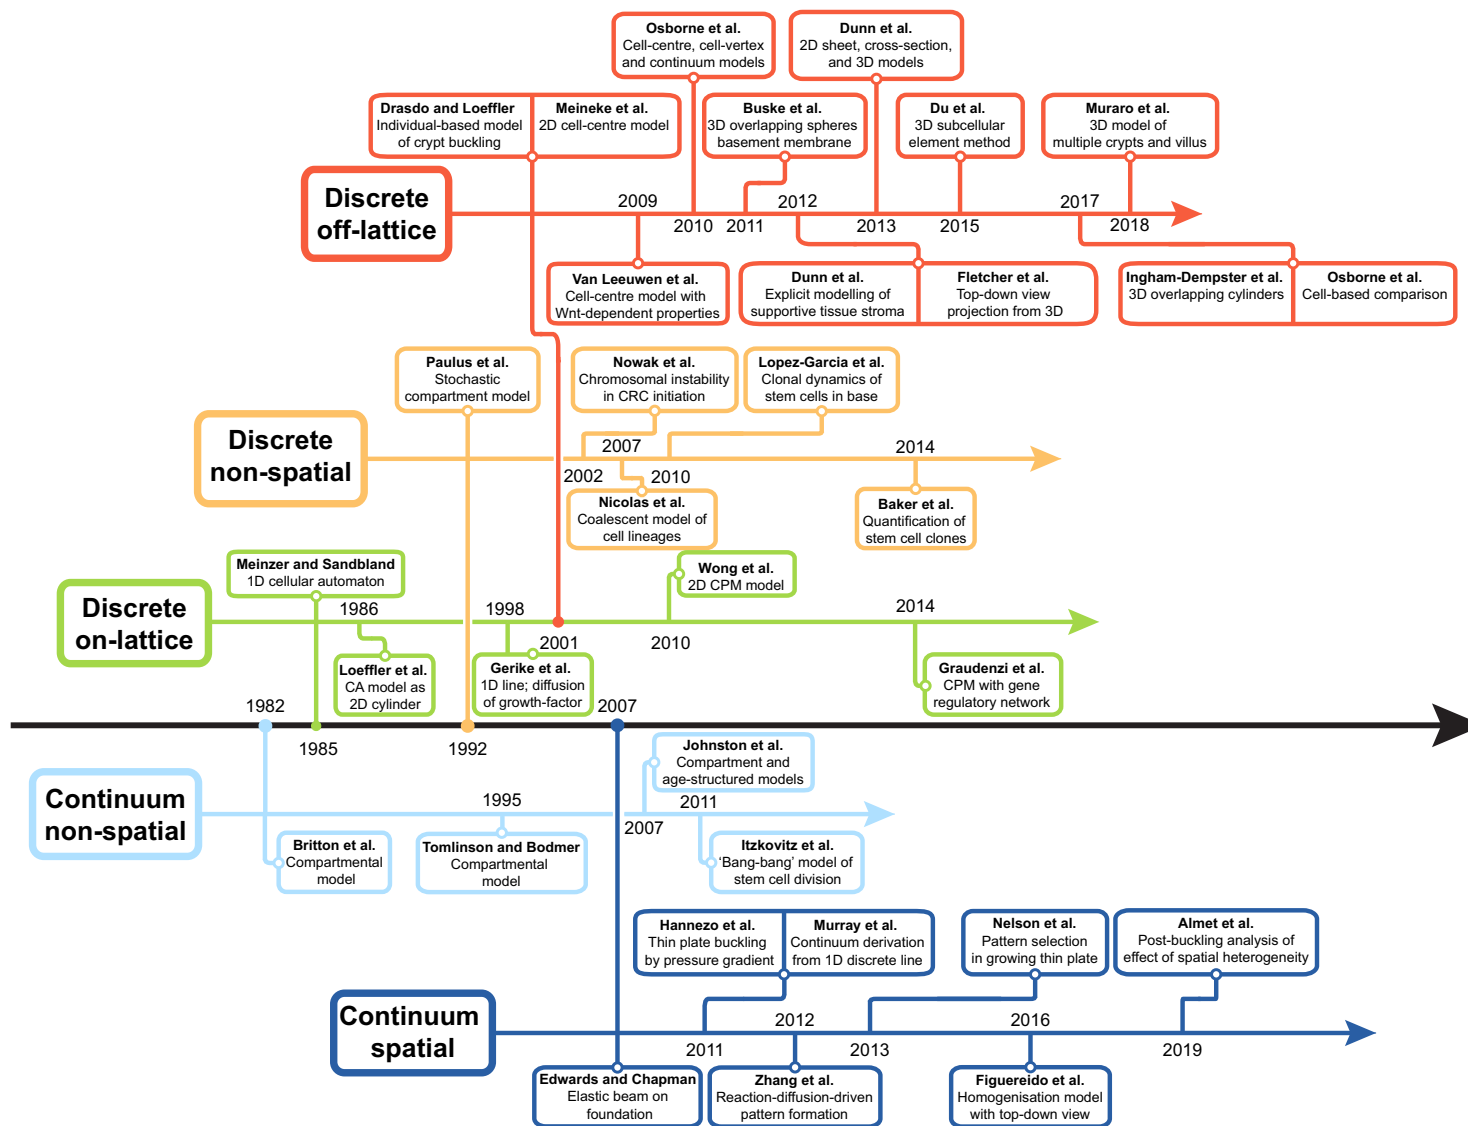 Osborne et al.
Cell-centre, cell-vertex
and continuum models
Dunn et al.
2D sheet, cross-section,
and 3D models
Drasdo and Loeffler
Individual-based model
of crypt buckling
Meineke et al.
2D cell-centre model
Buske et al.
3D overlapping spheres
basement membrane
Du et al.
3D subcellular
element method
Muraro et al.
3D model of
multiple crypts and villus
Discrete
off-lattice
2009
2010
2011
2012
2013
2015
2017
2018
Van Leeuwen et al.
Cell-centre model with
Wnt-dependent properties
Dunn et al.
Explicit modelling of
supportive tissue stroma
Fletcher et al.
Top-down view
projection from 3D
Ingham-Dempster et al.
3D overlapping cylinders
Osborne et al.
Cell-based comparison
Paulus et al.
Stochastic
compartment model
Nowak et al.
Chromosomal instability
in CRC initiation
Lopez-Garcia et al.
Clonal dynamics of
stem cells in base
Discrete
non-spatial
2002
2007
2010
2014
Nicolas et al.
Coalescent model of
cell lineages
Baker et al.
Quantification of
stem cell clones
Meinzer and Sandbland
1D cellular automaton
Wong et al.
2D CPM model
Discrete
on-lattice
1986
1998
2001
2010
2014
Loeffler et al.
CA model as
2D cylinder
Gerike et al.
1D line; diffusion
of growth-factor
Graudenzi et al.
CPM with gene
regulatory network
1982
1985
1992
2007
Johnston et al.
Compartment and
age-structured models
Continuum
non-spatial
1995
2007
2011
Britton et al.
Compartmental
model
Tomlinson and Bodmer
Compartmental
model
Itzkovitz et al.
‘Bang-bang’ model of
stem cell division
Hannezo et al.
Thin plate buckling
by pressure gradient
Murray et al.
Continuum derivation
from 1D discrete line
Nelson et al.
Pattern selection
in growing thin plate
Almet et al.
Post-buckling analysis of
effect of spatial heterogeneity
Continuum
spatial
2011
2012
2013
2016
2019
Edwards and Chapman
Elastic beam on
foundation
Zhang et al.
Reaction-diffusion-driven
pattern formation
Figuereido et al.
Homogenisation model
with top-down view